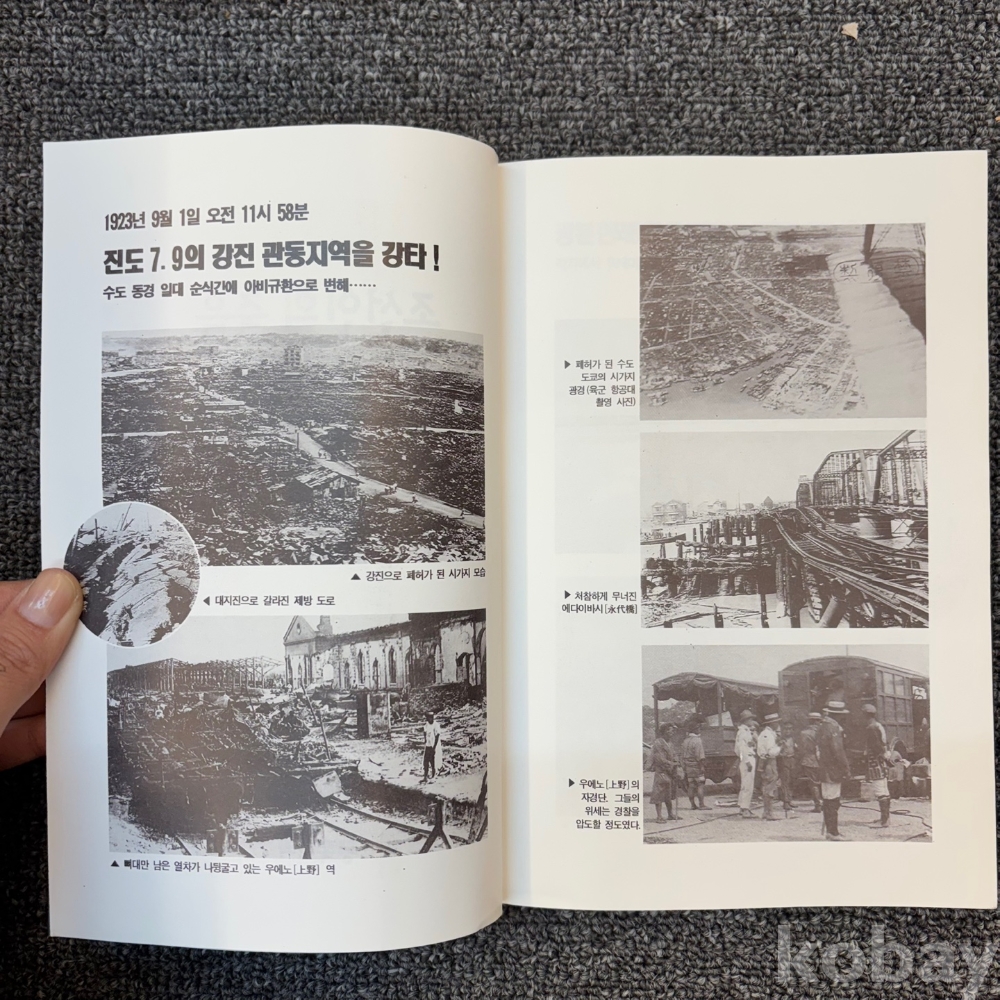 1923년 9월 1일 오전 11시 58분
진도 7. 9의 강진 관동지역을 강타!
수도 동경 일대 순식간에 아비규환으로 변해……
▲ 강진으로 폐허가 된 시가지 모습
◀ 대지진으로 갈라진 제방 도로
▲ 뼈대만 남은 열차가 나뒹굴고 있는 우에노[上野] 역
▶ 폐허가 된 수도
도쿄의 시가지
광경(육군 항공대
촬영 사진)
▶ 처참하게 무너진
에다이바시[永代橋]
▶ 우에노[上野]의
자경단. 그들의
위세는 경찰을
압도할 정도였다.
kobay